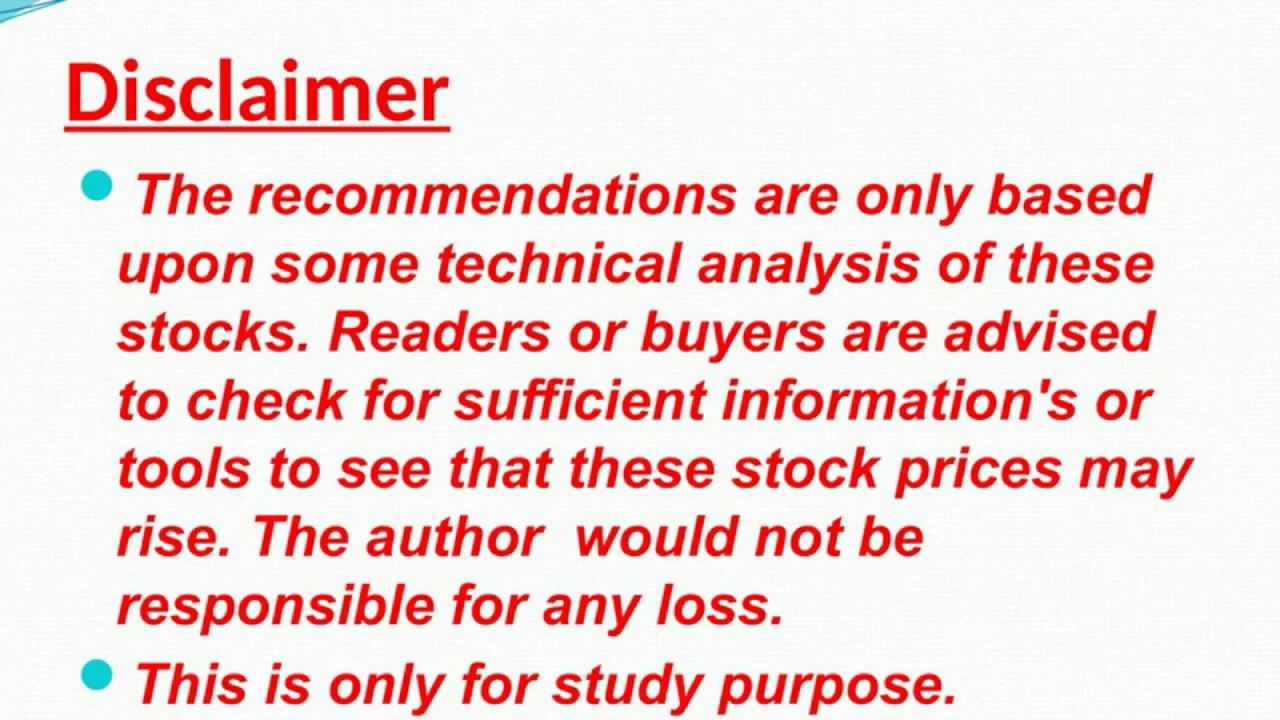 Disclaimer
The recommendations are only based
upon some technical analysis of these
stocks. Readers or buyers are advised
to check for sufficient information's or
tools to see that these stock prices may
rise. The author  would not be
responsible for any loss.
This is only for study purpose.